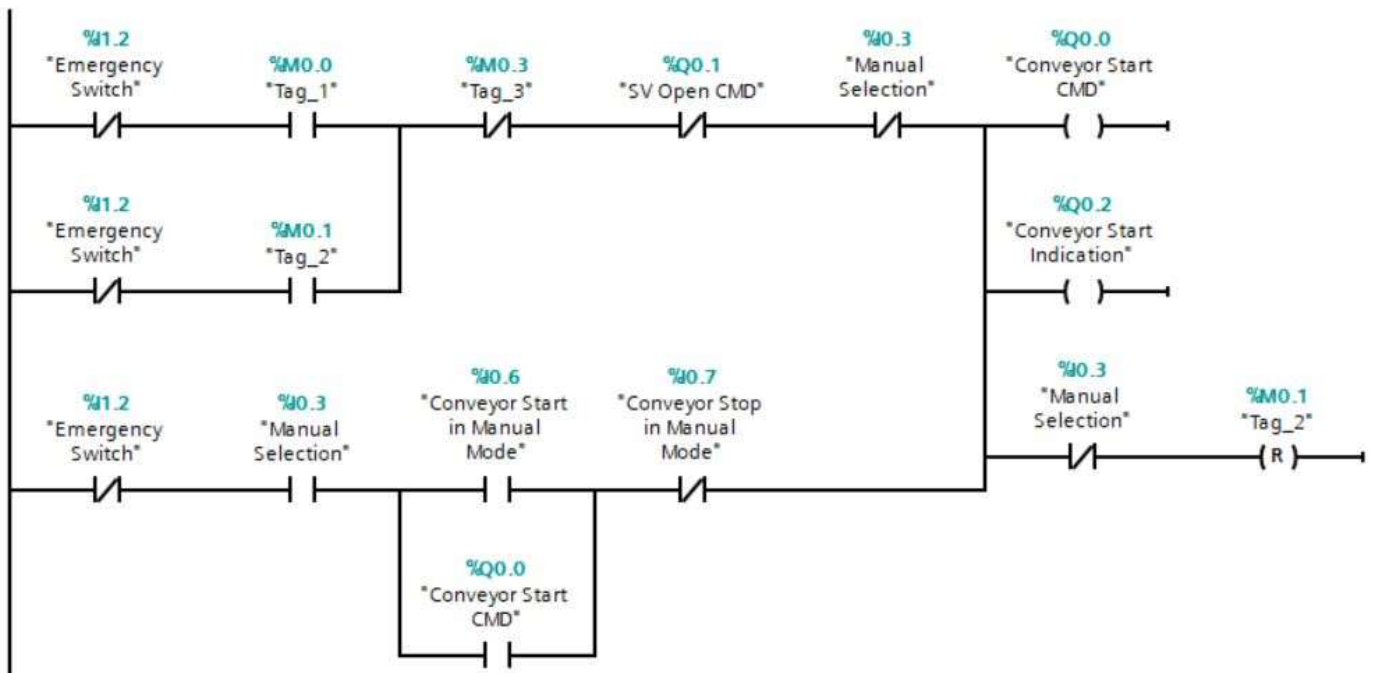 %I1.2
"Emergency
Switch"
%M0.0
"Tag_1"
%M0.3
"Tag_3"
%Q0.1
"SV Open CMD"
%I0.3
"Manual
Selection"
%Q0.0
"Conveyor Start
CMD"
%I1.2
"Emergency
Switch"
%M0.1
"Tag_2"
%Q0.2
"Conveyor Start
Indication"
%I0.3
"Manual
Selection"
%M0.1
"Tag_2"
R
%I1.2
"Emergency
Switch"
%I0.3
"Manual
Selection"
%I0.6
"Conveyor Start
in Manual
Mode"
%I0.7
"Conveyor Stop
in Manual
Mode"
%Q0.0
"Conveyor Start
CMD"